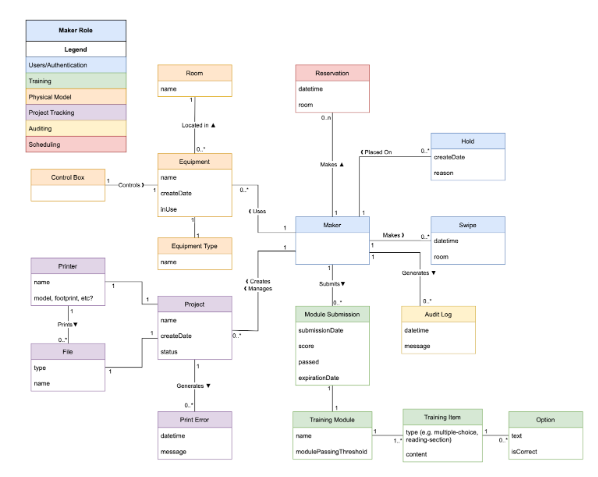 Maker Role
Legend
Users/Authentication
Training
Physical Model
Project Tracking
Auditing
Scheduling
Room
name
1
Located in ▲
0..*
Equipment
name
createDate
InUse
Control Box
1
Controls
1
0..*
Uses
1
1
1
Equipment Type
name
Reservation
datetime
room
0..n
Makes ▲
1
Placed On
1
0..*
Hold
createDate
reason
Maker
1
Makes
0..*
Swipe
datetime
room
1
Generates ▼
0..*
Audit Log
datetime
message
1
Creates
Manages
0..*
1
Submits▼
0..*
Module Submission
submissionDate
score
passed
expirationDate
1
1
Training Module
name
modulePassingThreshold
1
1..*
Training Item
type (e.g. multiple-choice,
reading-section)
content
1
0..*
Option
text
isCorrect
Printer
name
model, footprint, etc?
1
1
1
Prints▼
0..*
File
type
name
1
1
Project
name
createDate
status
1
Generates ▼
0..*
Print Error
datetime
message